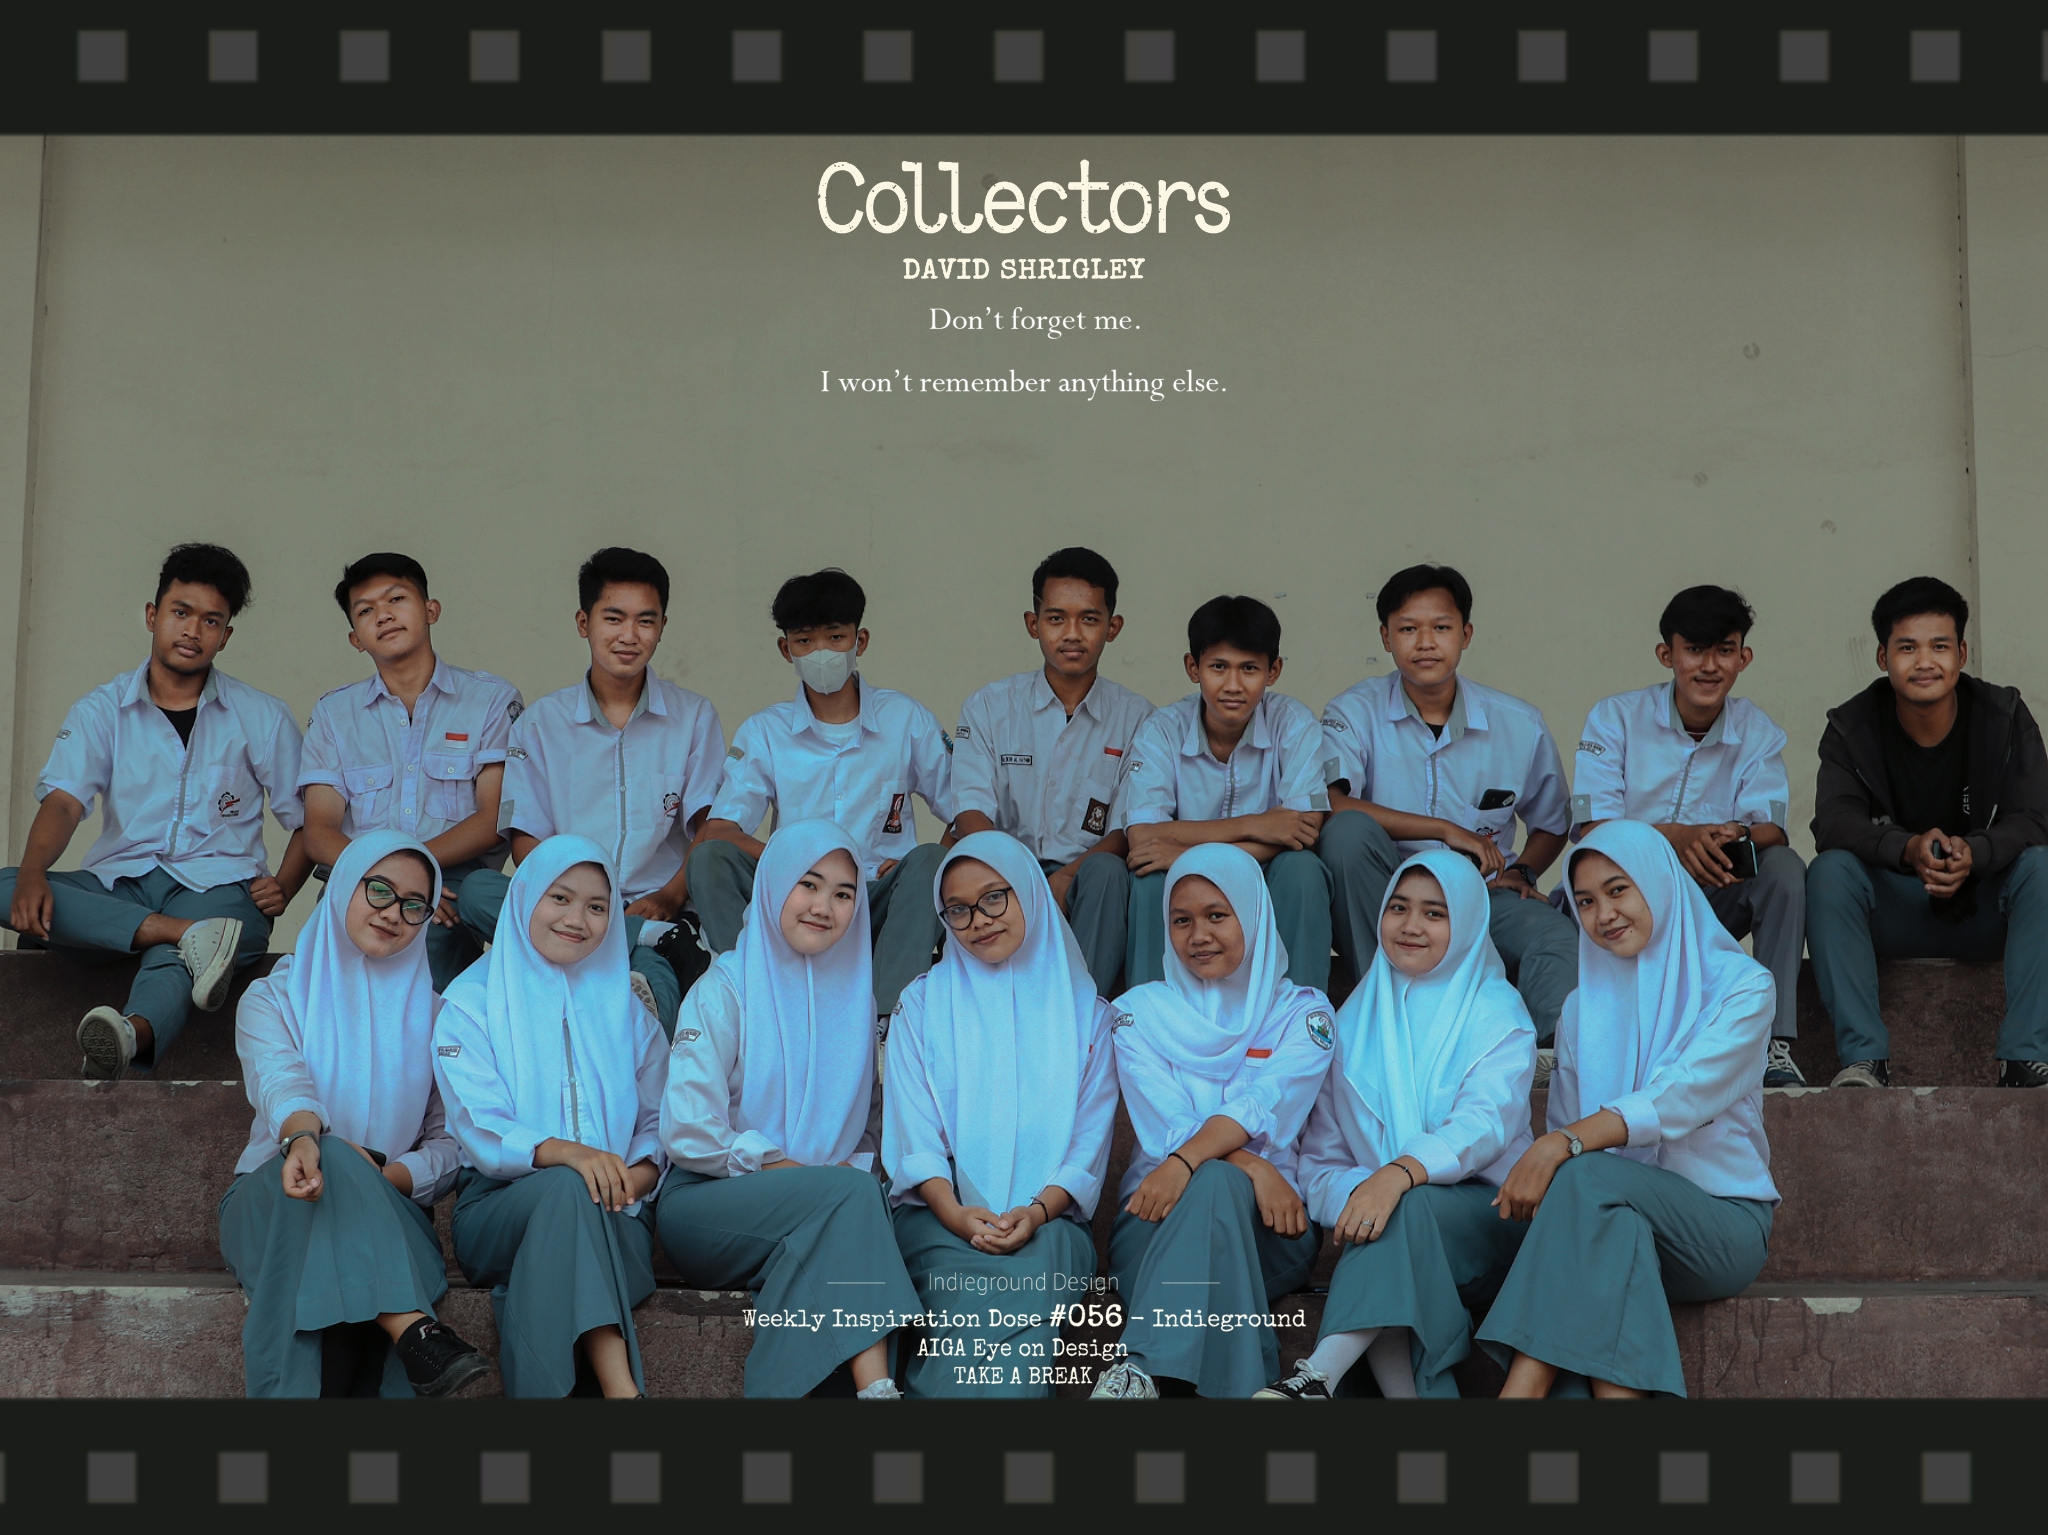 Collectors
DAVID SHRIGLEY
Don't forget me.
I won't remember anything else.
Indieground Design
Weekly Inspiration Dose #056 – Indieground
AIGA Eye on Design
TAKE A BREAK